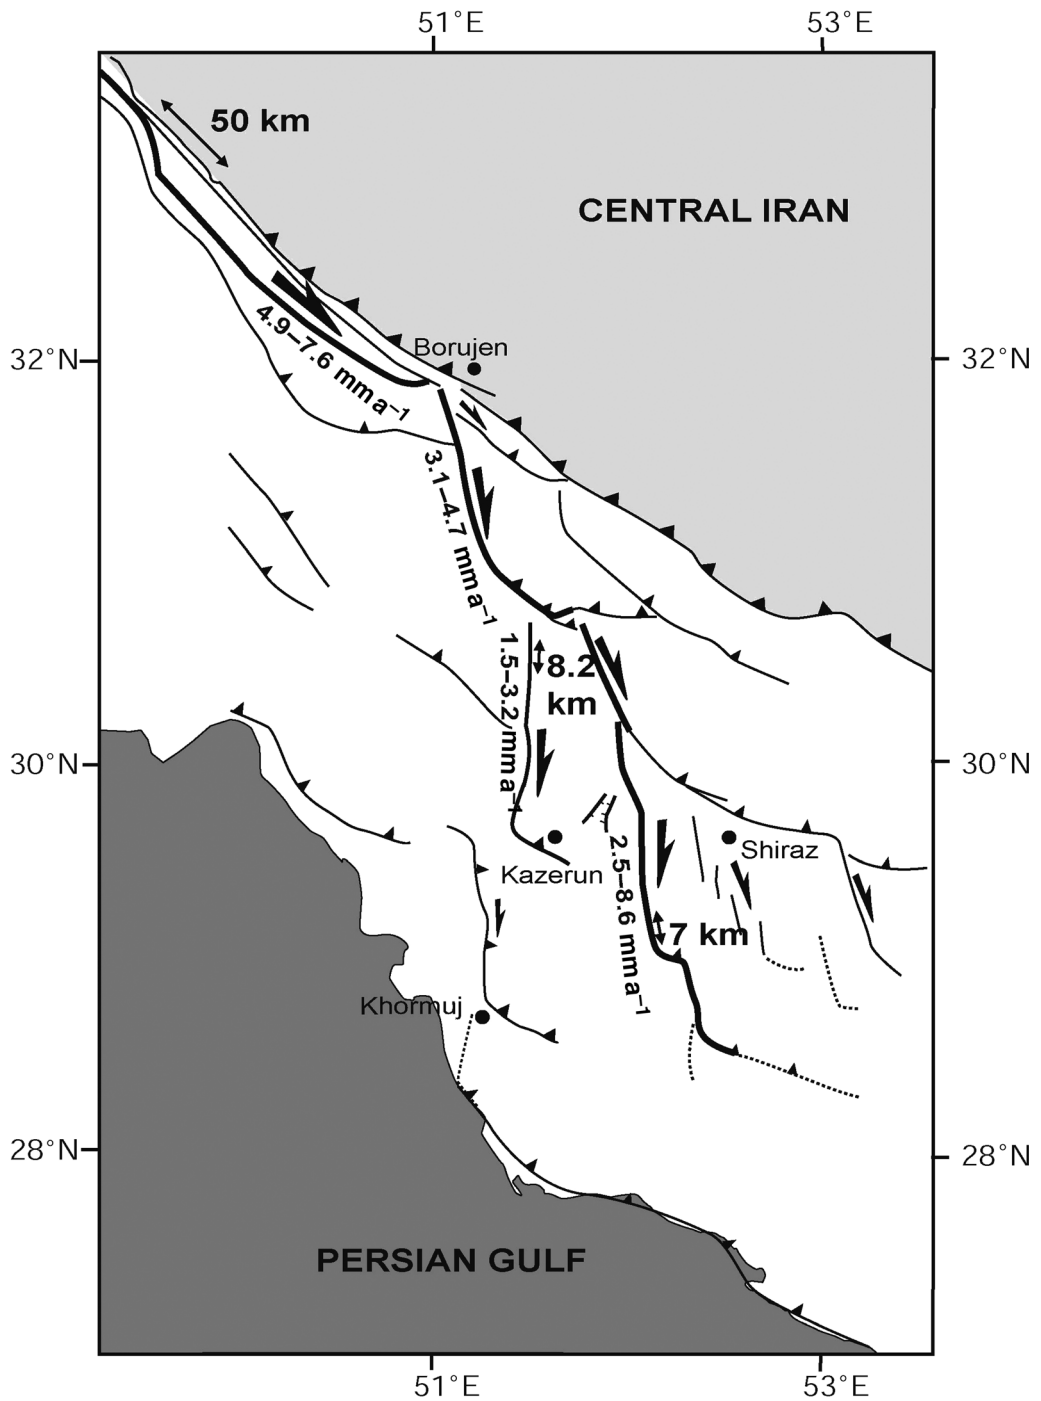 51°E
53°E
50 km
CENTRAL IRAN
4.9–7.6 mm a⁻¹
Borujen
32°N
32°N
3.1–4.7 mm a⁻¹
1.5–3.2 mm a⁻¹
8.2
km
30°N
30°N
Shiraz
Kazerun
2.5–8.6 mm a⁻¹
7 km
Khormuj
28°N
28°N
PERSIAN GULF
51°E
53°E